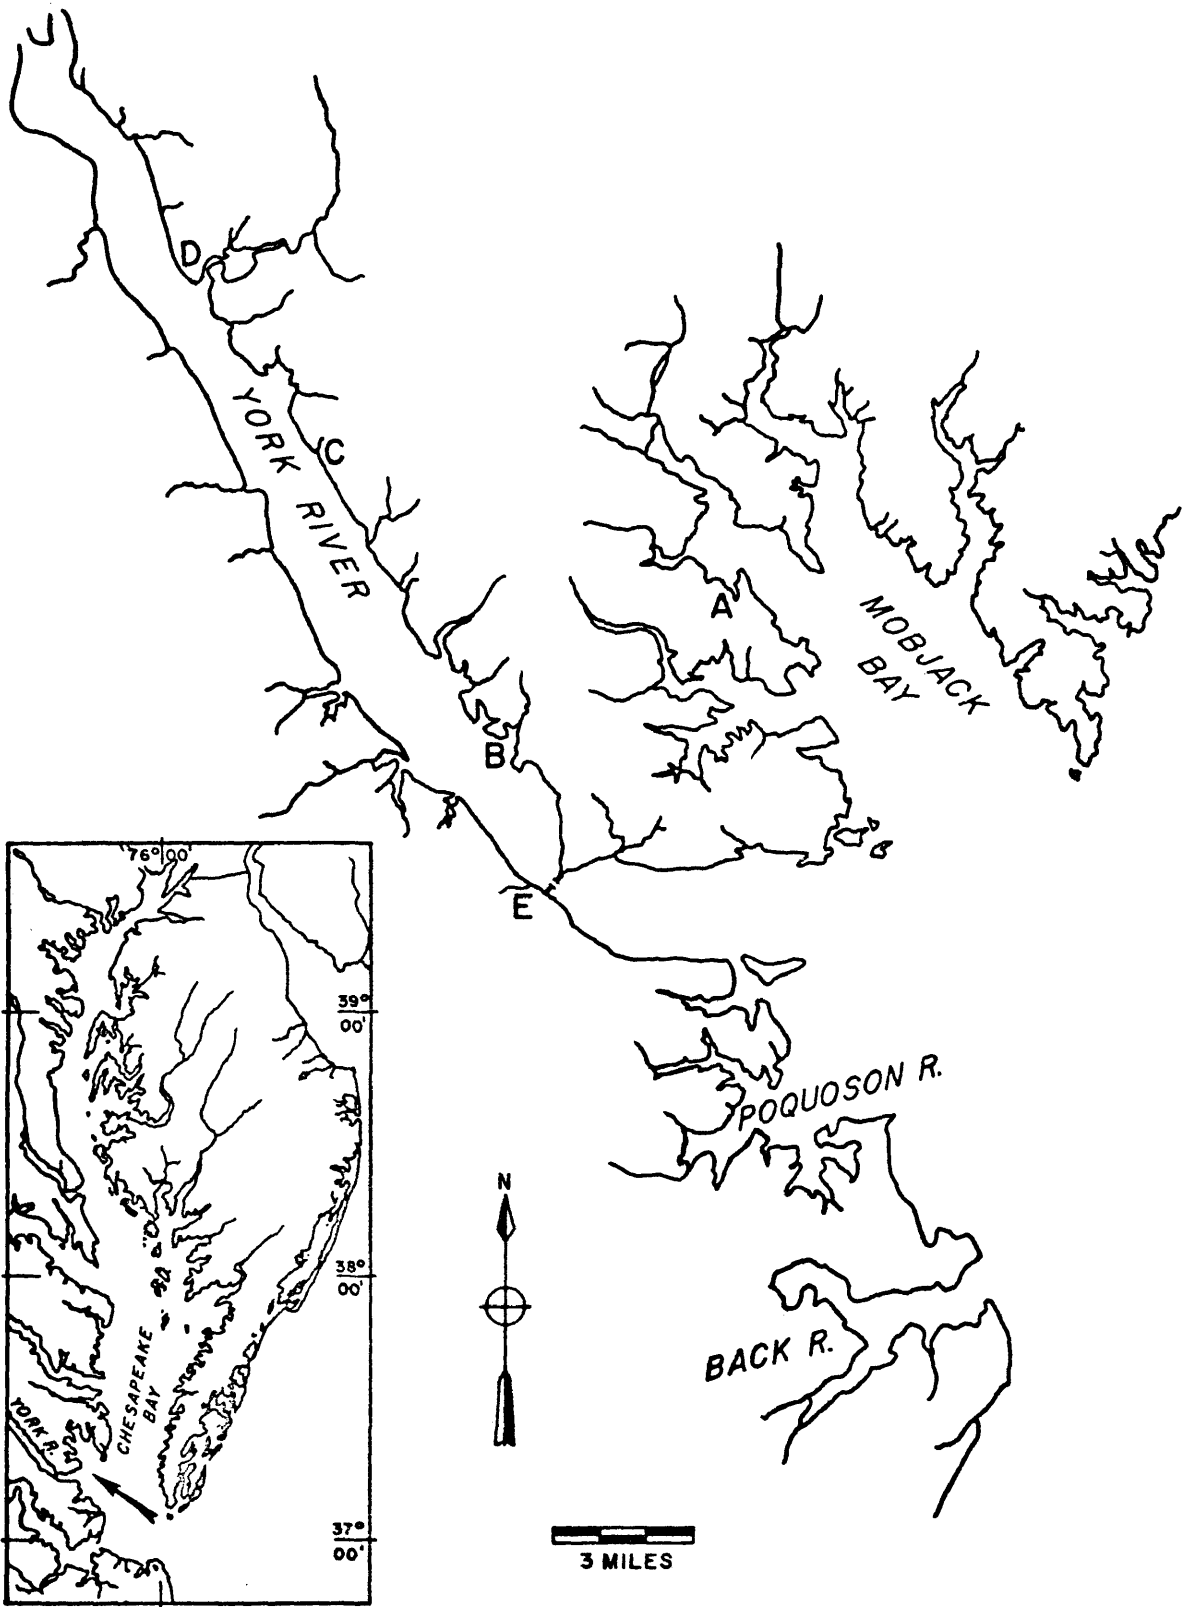 D
YORK RIVER
C
A
MOBJACK
BAY
B
E
POQUOSON R.
N
BACK R.
3 MILES
76° 00'
39°
00'
38°
00'
CHESAPEAKE
BAY
YORK R.
37°
00'